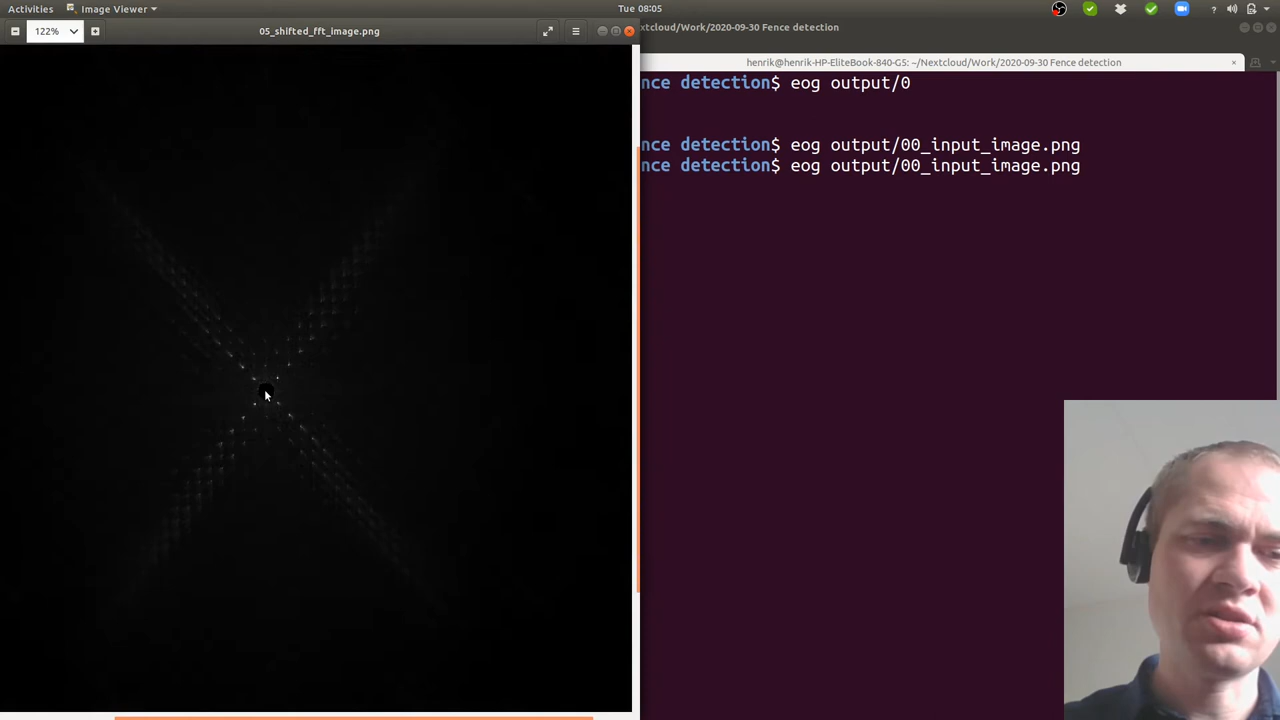 Activities
Image Viewer
Tue 08:05
122%
05_shifted_fft_image.png
xtcloud/Work/2020-09-30 Fence detection
henrik@henrik-HP-EliteBook-840-G5: ~/Nextcloud/Work/2020-09-30 Fence detection
nce detection$ eog output/0
nce detection$ eog output/00_input_image.png
nce detection$ eog output/00_input_image.png